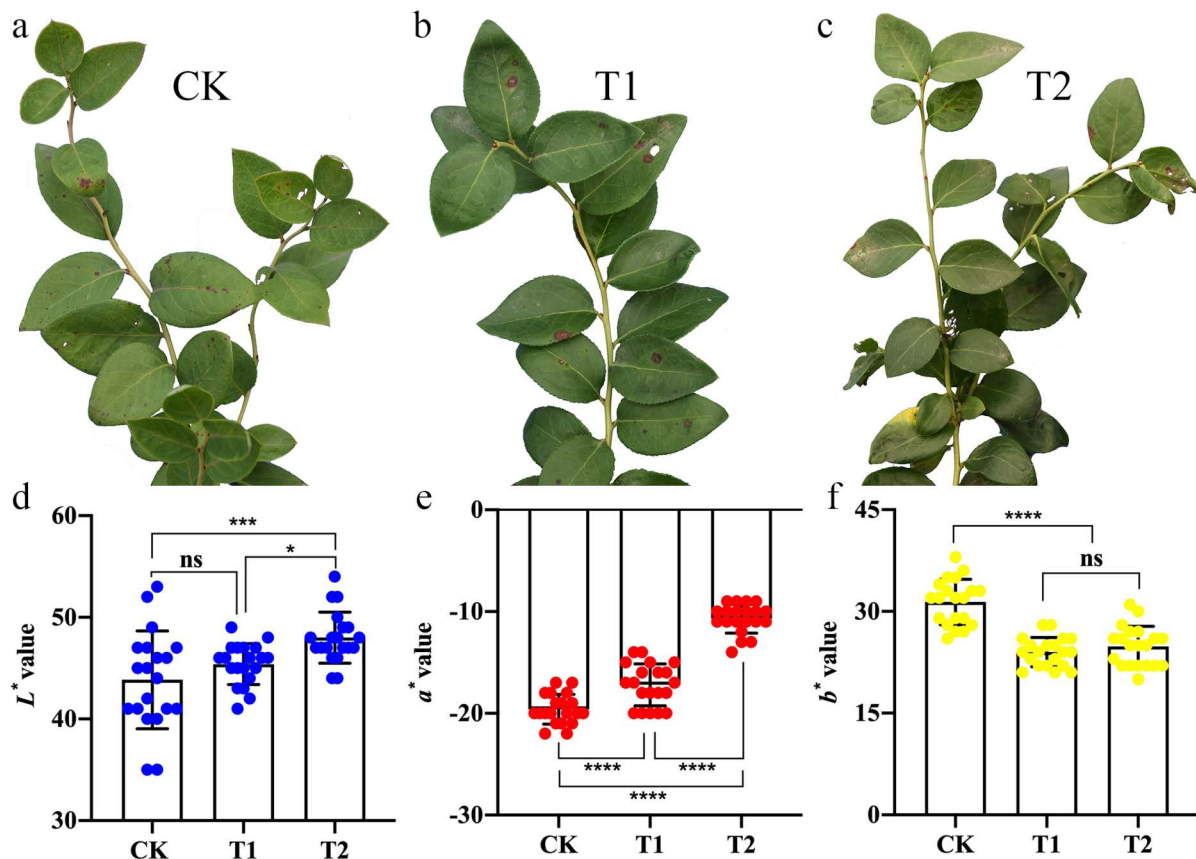 a
CK
b
T1
c
T2
d
L* value
60
50
40
30
ns
***
*
CK
T1
T2
e
a* value
0
-10
-20
-30
****
****
****
CK
T1
T2
f
b* value
45
30
15
0
****
ns
CK
T1
T2